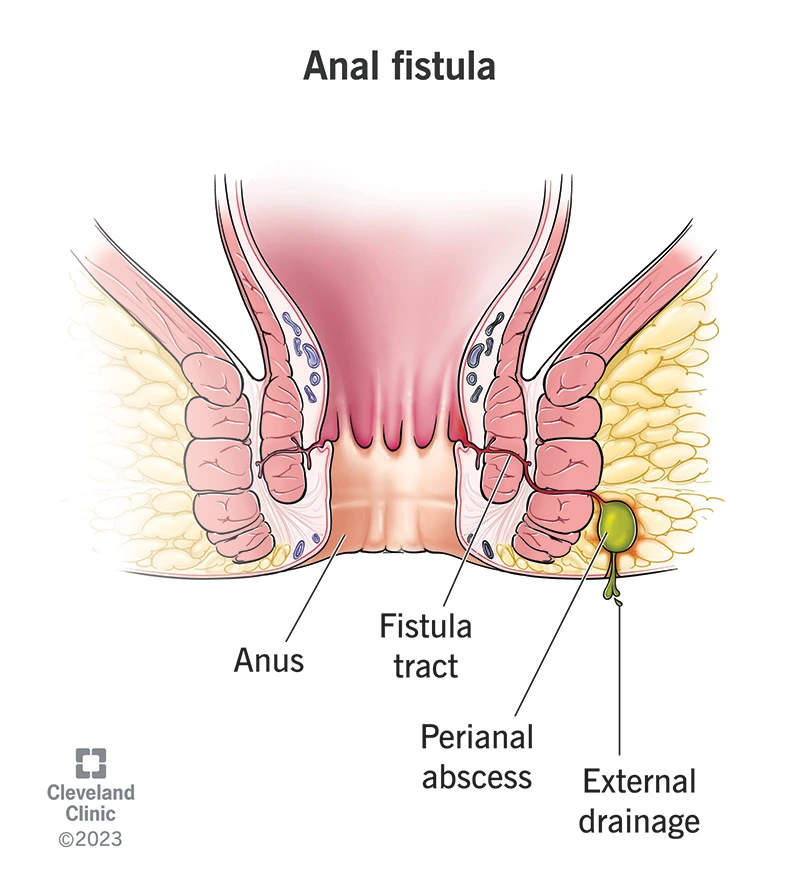 Anal fistula
Anus
Fistula
tract
Perianal
abscess
External
drainage
Cleveland
Clinic
©2023